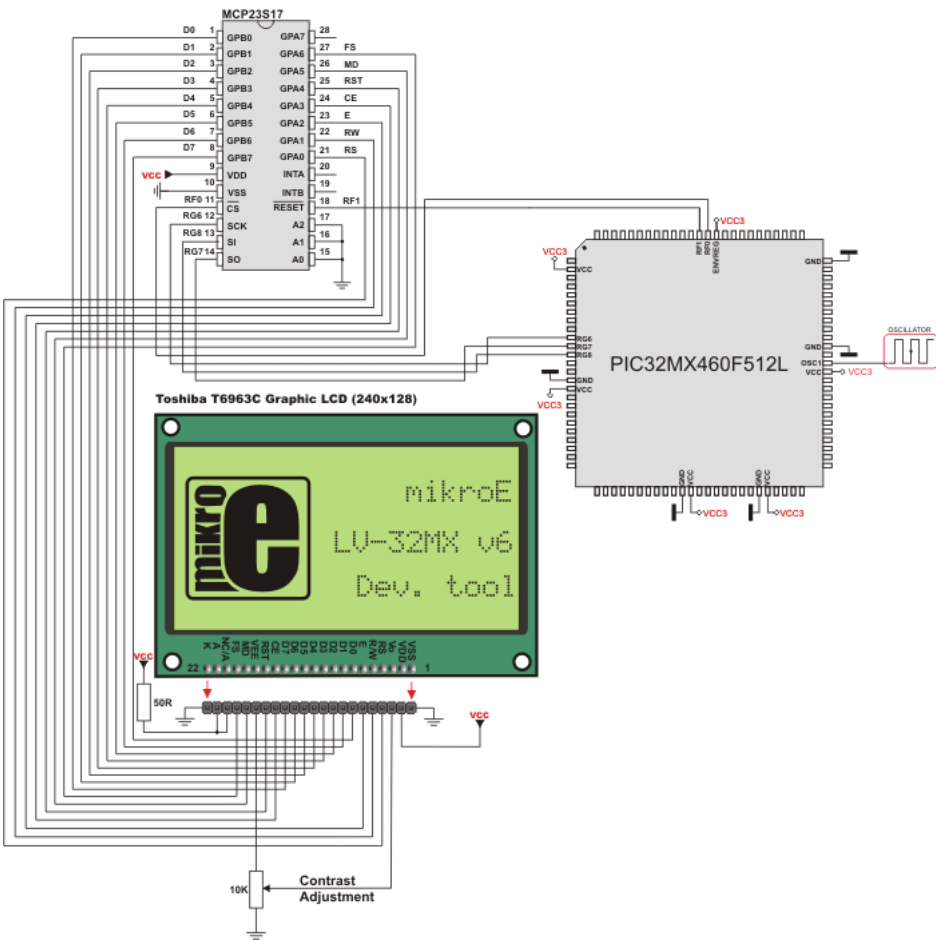 MCP23S17
D0 1 GPB0 GPA7 28
D1 2 GPB1 GPA6 27 FS
D2 3 GPB2 GPA5 26 MD
D3 4 GPB3 GPA4 25 RST
D4 5 GPB4 GPA3 24 CE
D5 6 GPB5 GPA2 23 E
D6 7 GPB6 GPA1 22 RW
D7 8 GPB7 GPA0 21 RS
vcc 9 VDD INTA 20
10 VSS INTB 19
RF0 11 CS RESET 18 RF1
RG6 12 SCK A2 17
RG8 13 SI A1 16
RG7 14 SO A0 15
VCC3
RF1 RF0 ENVREG
VCC3
VCC
GND
RG6
RG7
RG8
GND
VCC
VCC3
PIC32MX460F512L
GND
OSC1
VCC
VCC3
OSCILLATOR
GND VCC
VCC3
GND VCC
VCC3
Toshiba T6963C Graphic LCD (240x128)
mikro e
mikroE
LV-32MX v6
Dev. tool
K A NC/A FS MD VEE RST CE D7 D6 D5 D4 D3 D2 D1 D0 E R/W RS Vo VDD VSS
22 1
vcc
50R
vcc
10K
Contrast
Adjustment